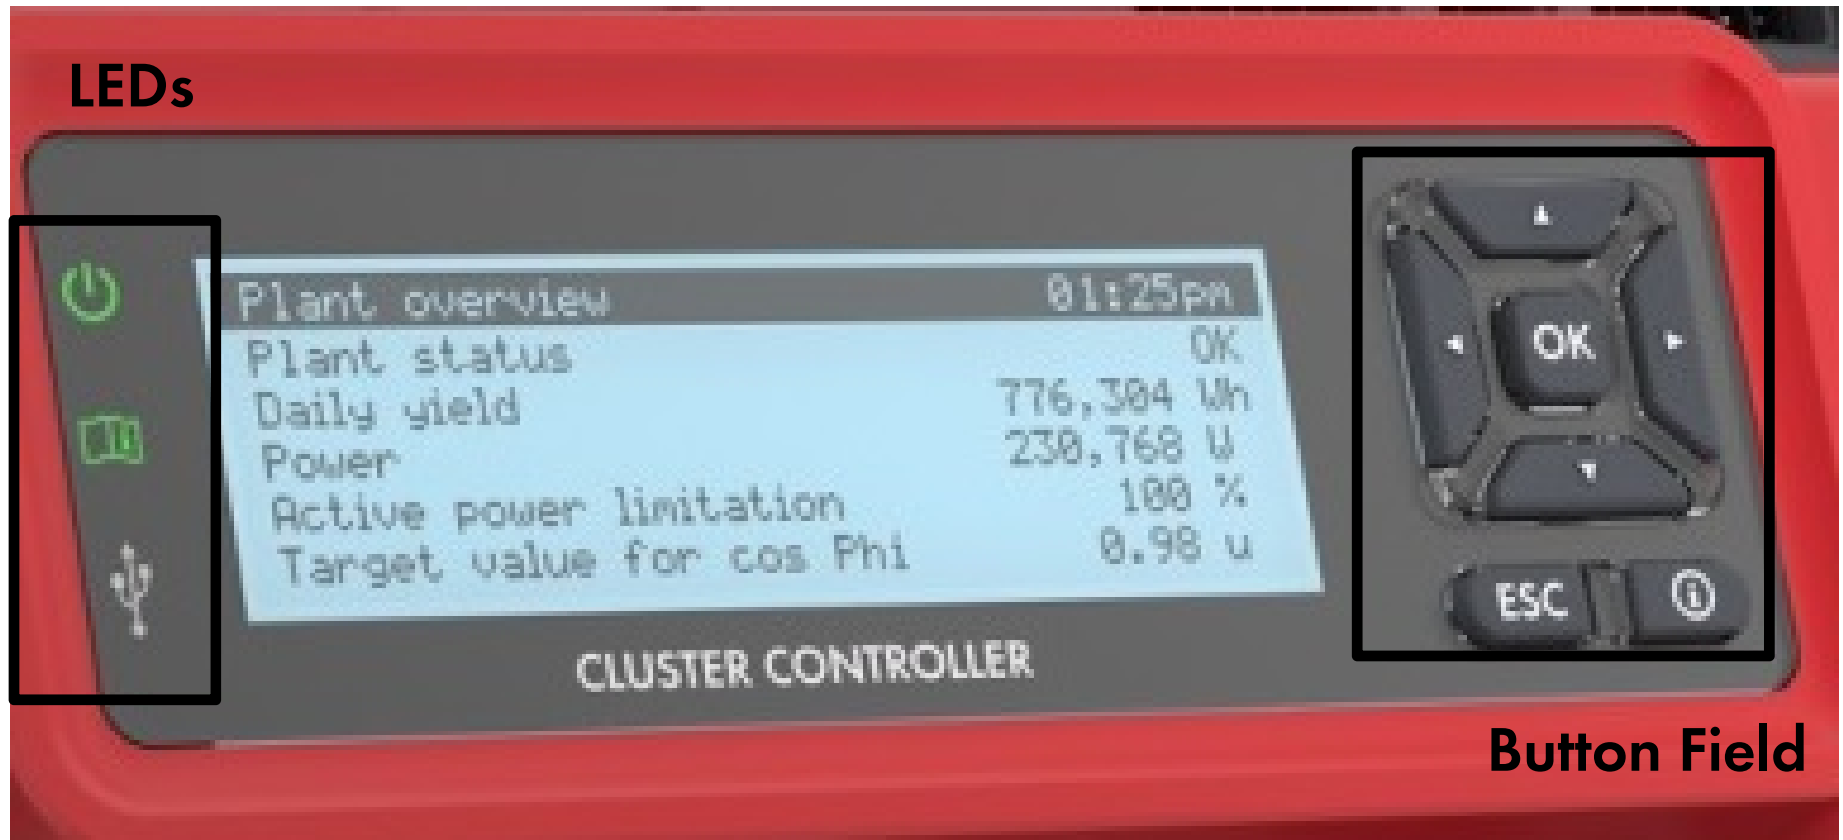 LEDs
Plant overview 01:25pm
Plant status OK
Daily yield 776,304 Wh
Power 230,768 W
Active power limitation 100 %
Target value for cos Phi 0.98 u
CLUSTER CONTROLLER
OK
ESC
Button Field